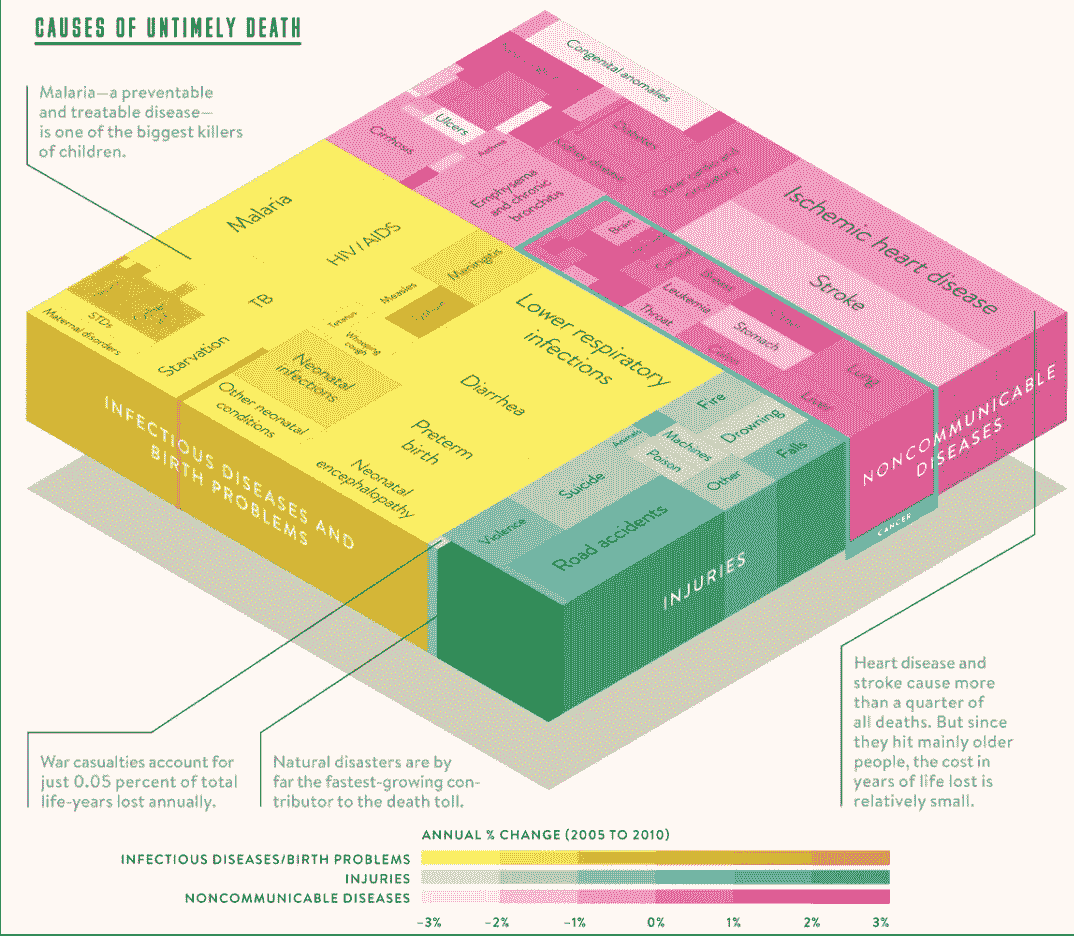 CAUSES OF UNTIMELY DEATH
Malaria—a preventable
and treatable disease—
is one of the biggest killers
of children.
Congenital anomalies
Ulcers
Cirrhosis
Asthma
Diabetes
Kidney disease
Other cardio and
circulatory
Emphysema
and chronic
bronchitis
Ischemic heart disease
Stroke
Brain
Breast
Leukemia
Throat
Stomach
Lung
Liver
Malaria
HIV/AIDS
TB
Meningitis
Measles
Typhoid
Tetanus
Whooping
cough
STDs
Maternal disorders
Starvation
Neonatal
infections
Other neonatal
conditions
Lower respiratory
infections
Diarrhea
Preterm
birth
Neonatal
encephalopathy
Fire
Drowning
Machines
Animals
Poison
Falls
Other
Suicide
Violence
Road accidents
INFECTIOUS DISEASES AND
BIRTH PROBLEMS
INJURIES
NONCOMMUNICABLE
DISEASES
CANCER
War casualties account for
just 0.05 percent of total
life-years lost annually.
Natural disasters are by
far the fastest-growing con-
tributor to the death toll.
Heart disease and
stroke cause more
than a quarter of
all deaths. But since
they hit mainly older
people, the cost in
years of life lost is
relatively small.
ANNUAL % CHANGE (2005 TO 2010)
INFECTIOUS DISEASES/BIRTH PROBLEMS
INJURIES
NONCOMMUNICABLE DISEASES
–3% –2% –1% 0% 1% 2% 3%